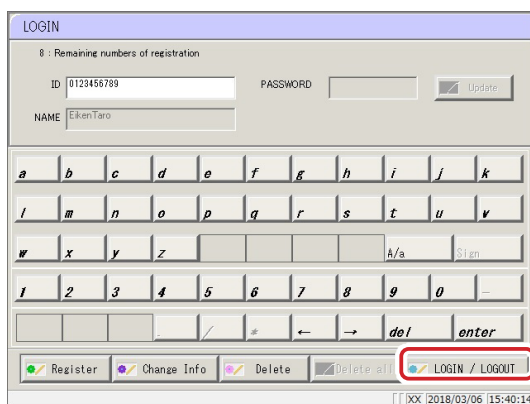 LOGIN
8 : Remaining numbers of registration
ID 0123456789 PASSWORD Update
NAME EikenTaro
a b c d e f g h i j k
l m n o p q r s t u v
w x y z A/a Sign
1 2 3 4 5 6 7 8 9 0 -
. / * ← → del enter
Register Change Info Delete Delete all LOGIN / LOGOUT
XX 2018/03/06 15:40:14